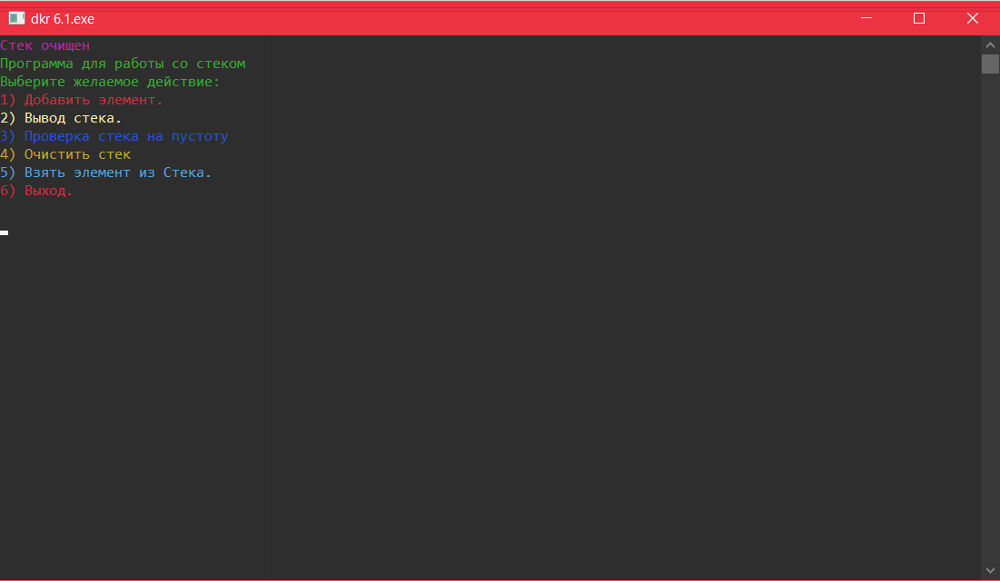 dkr 6.1.exe
Стек очищен
Программа для работы со стеком
Выберите желаемое действие:
1) Добавить элемент.
2) Вывод стека.
3) Проверка стека на пустоту
4) Очистить стек
5) Взять элемент из Стека.
6) Выход.